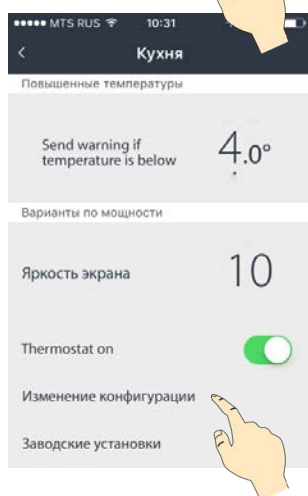 MTS RUS 10:31
Кухня
Повышенные температуры
Send warning if
temperature is below
4.0°
Варианты по мощности
Яркость экрана 10
Thermostat on
Изменение конфигурации
Заводские установки